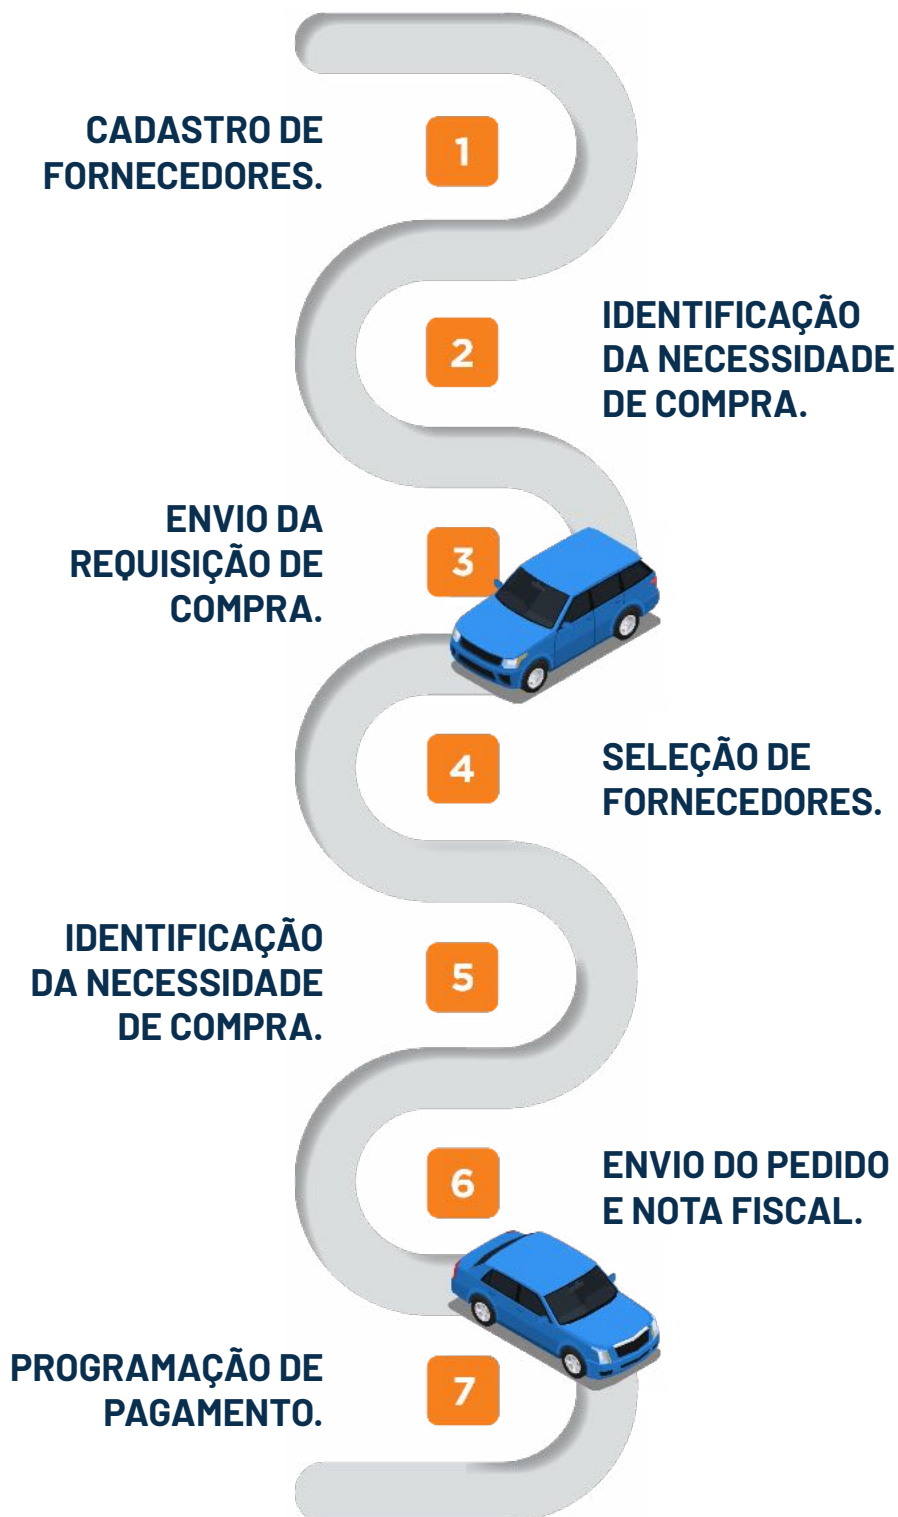 CADASTRO DE
FORNECEDORES.
1
2
IDENTIFICAÇÃO
DA NECESSIDADE
DE COMPRA.
ENVIO DA
REQUISIÇÃO DE
COMPRA.
3
4
SELEÇÃO DE
FORNECEDORES.
IDENTIFICAÇÃO
DA NECESSIDADE
DE COMPRA.
5
6
ENVIO DO PEDIDO
E NOTA FISCAL.
PROGRAMAÇÃO DE
PAGAMENTO.
7